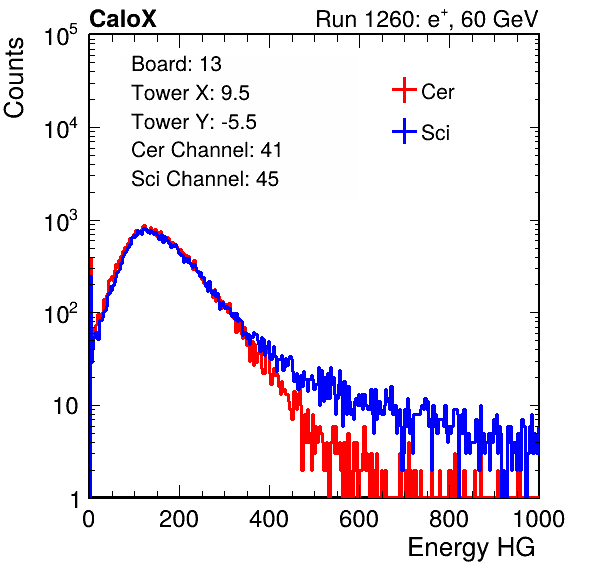 CaloX Run 1260: e⁺, 60 GeV
Counts
Board: 13
Tower X: 9.5
Tower Y: -5.5
Cer Channel: 41
Sci Channel: 45
Cer
Sci
10⁵
10⁴
10³
10²
10
1
0 200 400 600 800 1000
Energy HG